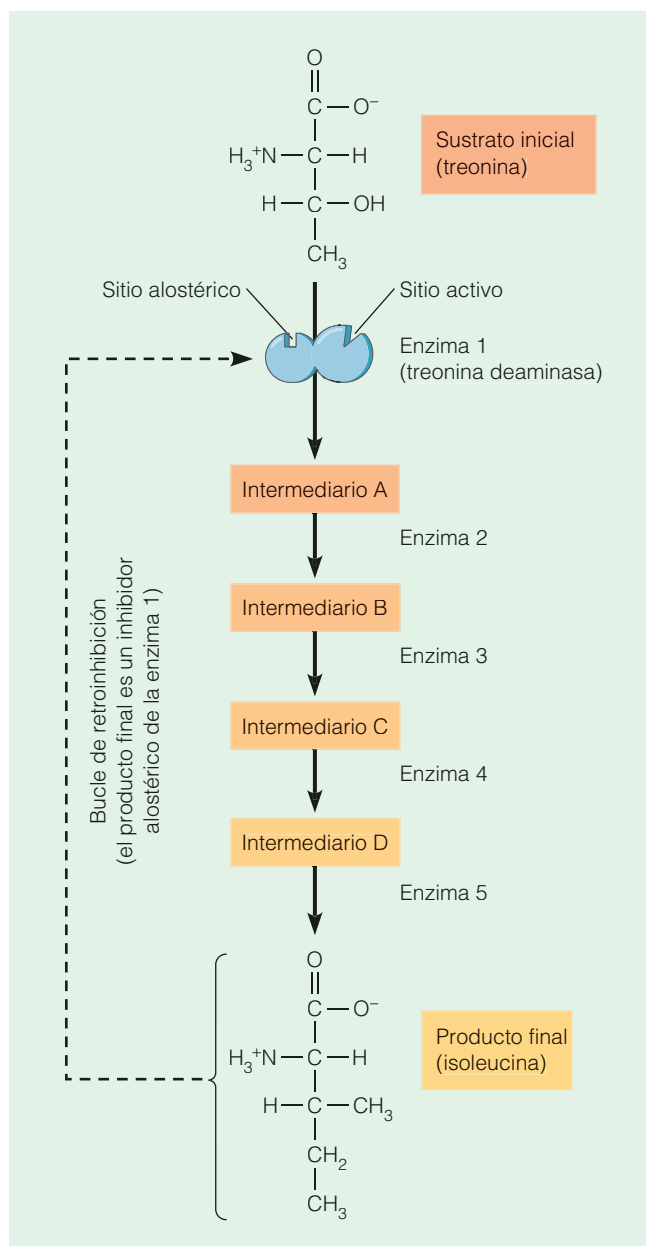 O
C — O⁻
H₃⁺N — C — H
H — C — OH
CH₃
Sustrato inicial
(treonina)
Sitio alostérico
Sitio activo
Enzima 1
(treonina deaminasa)
Intermediario A
Enzima 2
Intermediario B
Enzima 3
Intermediario C
Enzima 4
Intermediario D
Enzima 5
Bucle de retroinhibición
(el producto final es un inhibidor
alostérico de la enzima 1)
O
C — O⁻
H₃⁺N — C — H
H — C — CH₃
CH₂
CH₃
Producto final
(isoleucina)